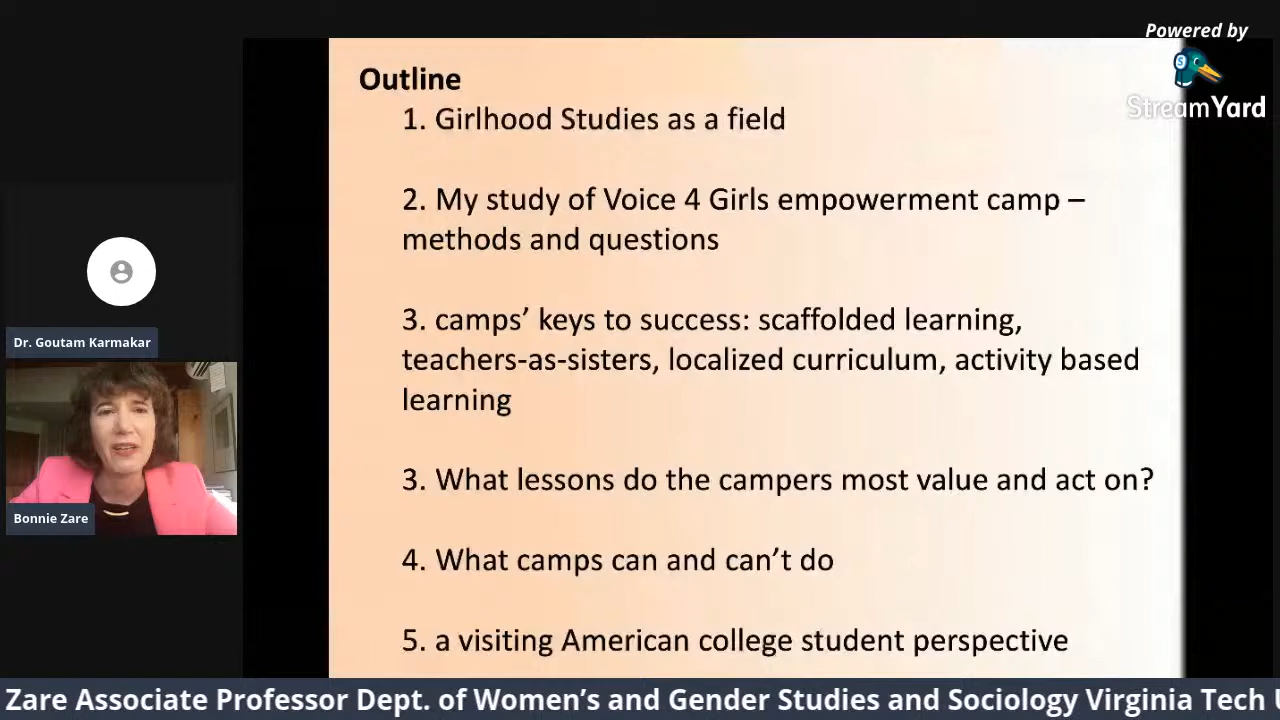 Powered by
StreamYard
Outline
1. Girlhood Studies as a field
2. My study of Voice 4 Girls empowerment camp –
methods and questions
3. camps’ keys to success: scaffolded learning,
teachers-as-sisters, localized curriculum, activity based
learning
3. What lessons do the campers most value and act on?
4. What camps can and can’t do
5. a visiting American college student perspective
Dr. Goutam Karmakar
Bonnie Zare
Zare Associate Professor Dept. of Women’s and Gender Studies and Sociology Virginia Tech U